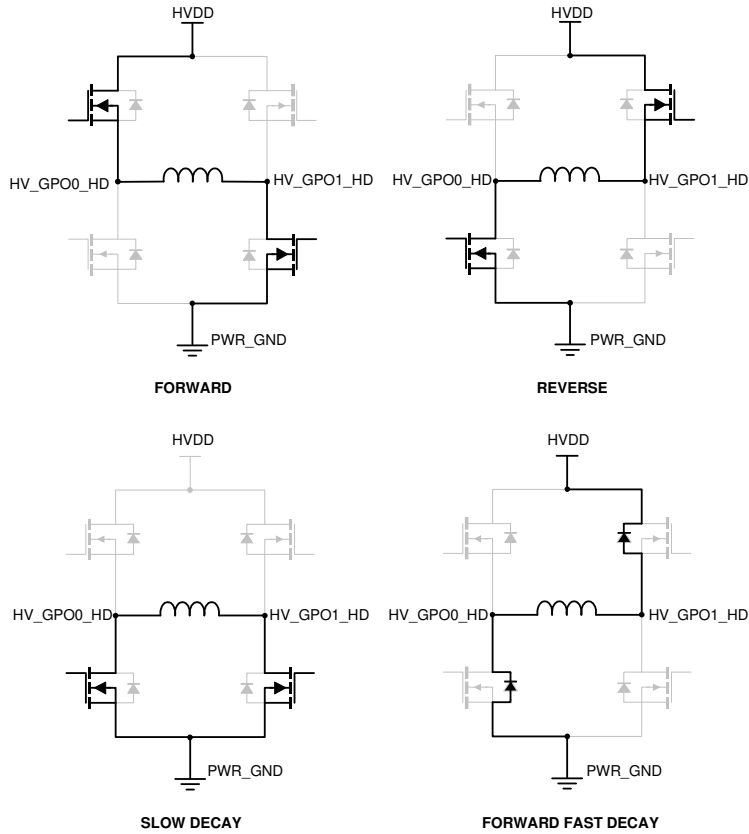 HVDD
HV_GPO0_HD
HV_GPO1_HD
PWR_GND
FORWARD
HVDD
HV_GPO0_HD
HV_GPO1_HD
PWR_GND
REVERSE
HVDD
HV_GPO0_HD
HV_GPO1_HD
PWR_GND
SLOW DECAY
HVDD
HV_GPO0_HD
HV_GPO1_HD
PWR_GND
FORWARD FAST DECAY